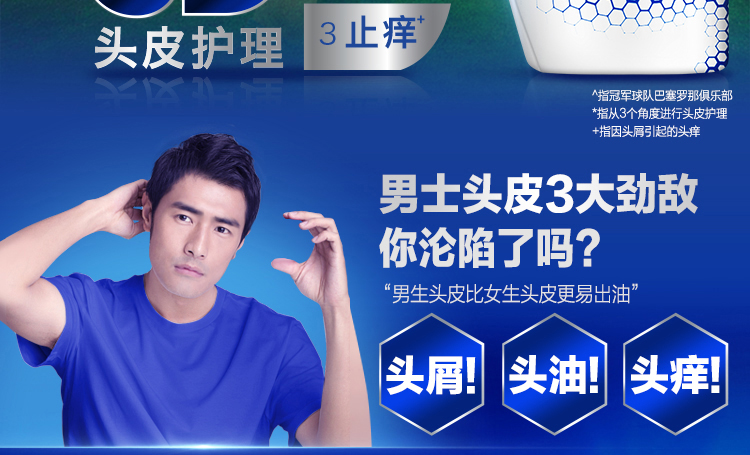 头皮护理
3 止痒+
^指冠军球队巴塞罗那俱乐部
*指从3个角度进行头皮护理
+指因头屑引起的头痒
男士头皮3大劲敌
你沦陷了吗？
“男生头皮比女生头皮更易出油”
头屑!
头油!
头痒!